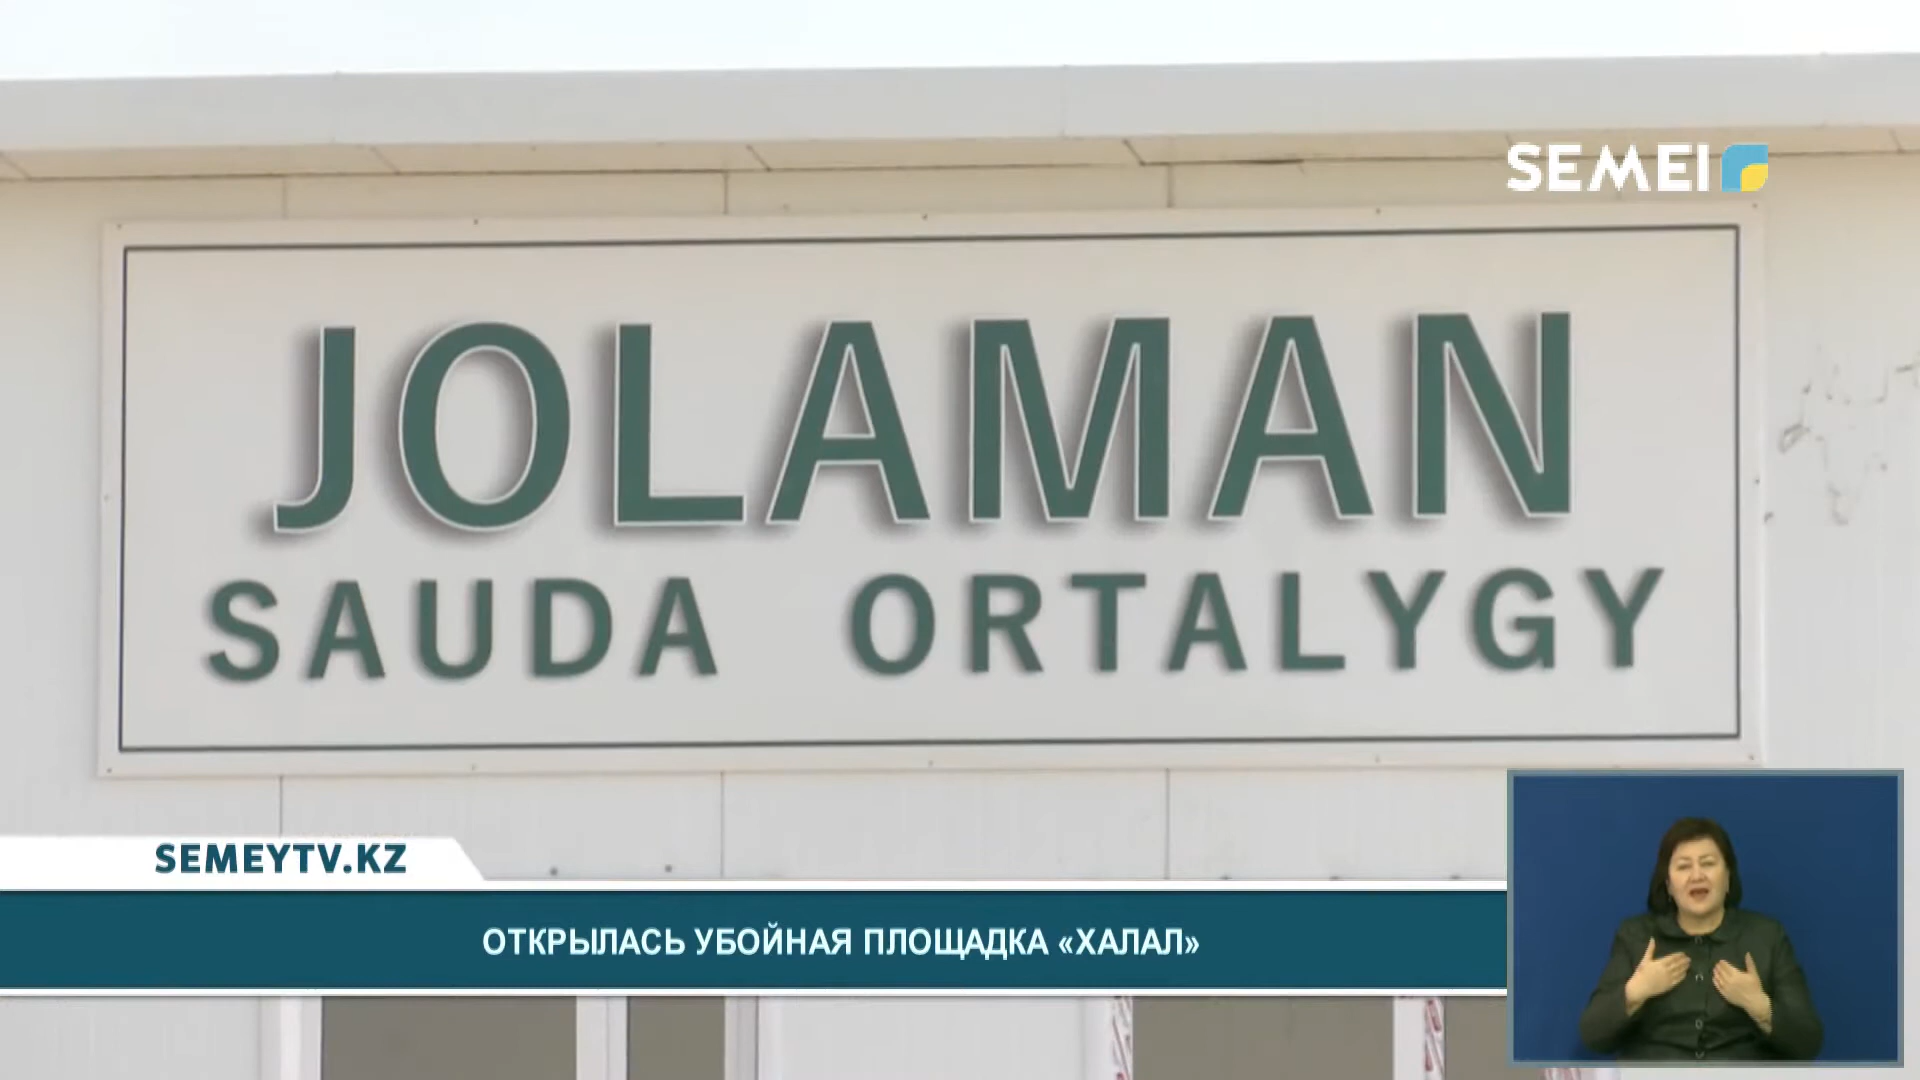 SEMEI
JOLAMAN
SAUDA ORTALYGY
SEMEYTV.KZ
ОТКРЫЛАСЬ УБОЙНАЯ ПЛОЩАДКА «ХАЛАЛ»